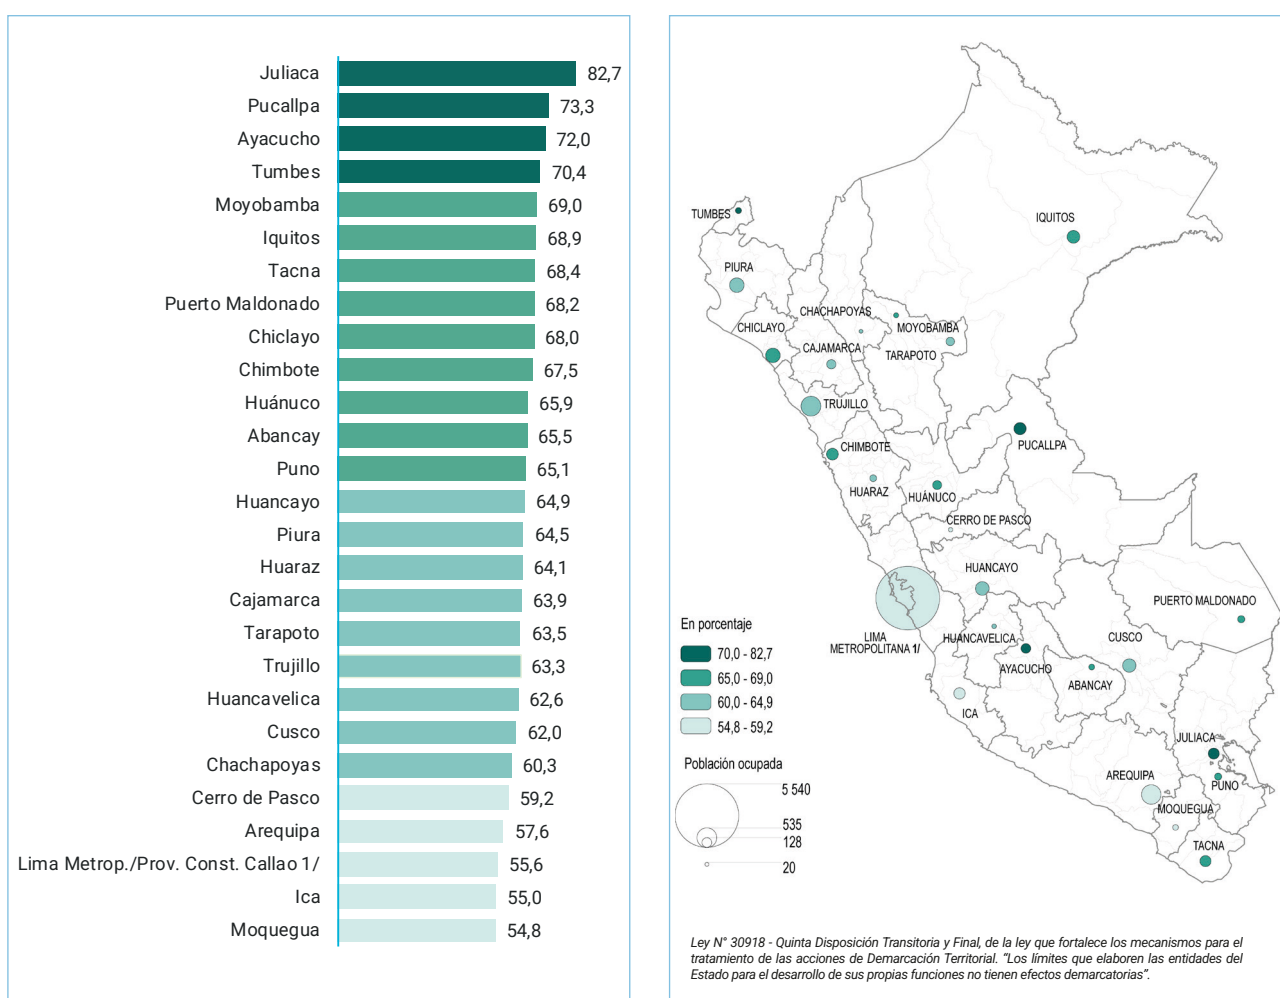 Juliaca 82,7
Pucallpa 73,3
Ayacucho 72,0
Tumbes 70,4
Moyobamba 69,0
Iquitos 68,9
Tacna 68,4
Puerto Maldonado 68,2
Chiclayo 68,0
Chimbote 67,5
Huánuco 65,9
Abancay 65,5
Puno 65,1
Huancayo 64,9
Piura 64,5
Huaraz 64,1
Cajamarca 63,9
Tarapoto 63,5
Trujillo 63,3
Huancavelica 62,6
Cusco 62,0
Chachapoyas 60,3
Cerro de Pasco 59,2
Arequipa 57,6
Lima Metrop./Prov. Const. Callao 1/ 55,6
Ica 55,0
Moquegua 54,8
TUMBES
IQUITOS
PIURA
CHACHAPOYAS
CHICLAYO
MOYOBAMBA
CAJAMARCA
TARAPOTO
TRUJILLO
CHIMBOTE
PUCALLPA
HUARAZ
HUÁNUCO
CERRO DE PASCO
HUANCAYO
PUERTO MALDONADO
LIMA
METROPOLITANA 1/
HUANCAVELICA
CUSCO
AYACUCHO
ABANCAY
ICA
JULIACA
AREQUIPA
PUNO
MOQUEGUA
TACNA
En porcentaje
70,0 - 82,7
65,0 - 69,0
60,0 - 64,9
54,8 - 59,2
Población ocupada
5 540
535
128
20
Ley N° 30918 - Quinta Disposición Transitoria y Final, de la ley que fortalece los mecanismos para el
tratamiento de las acciones de Demarcación Territorial. “Los límites que elaboren las entidades del
Estado para el desarrollo de sus propias funciones no tienen efectos demarcatorias”.